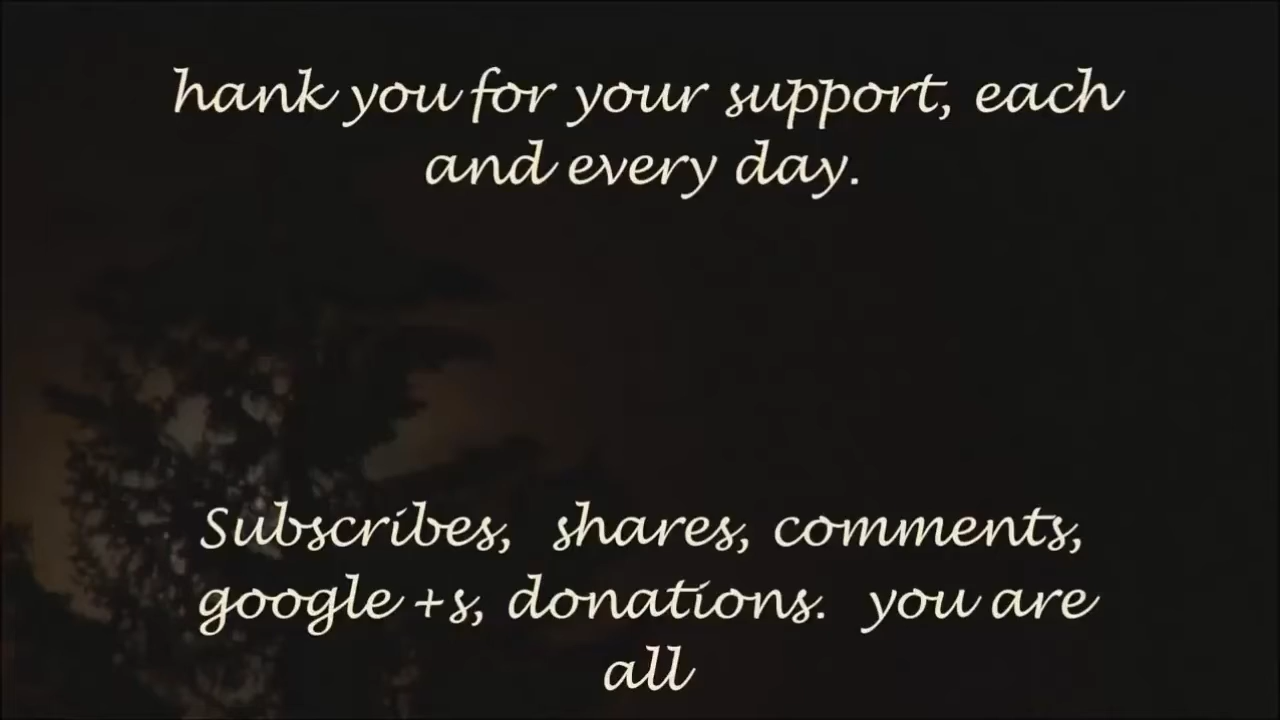 hank you for your support, each
and every day.
Subscribes, shares, comments,
google +s, donations. you are
all